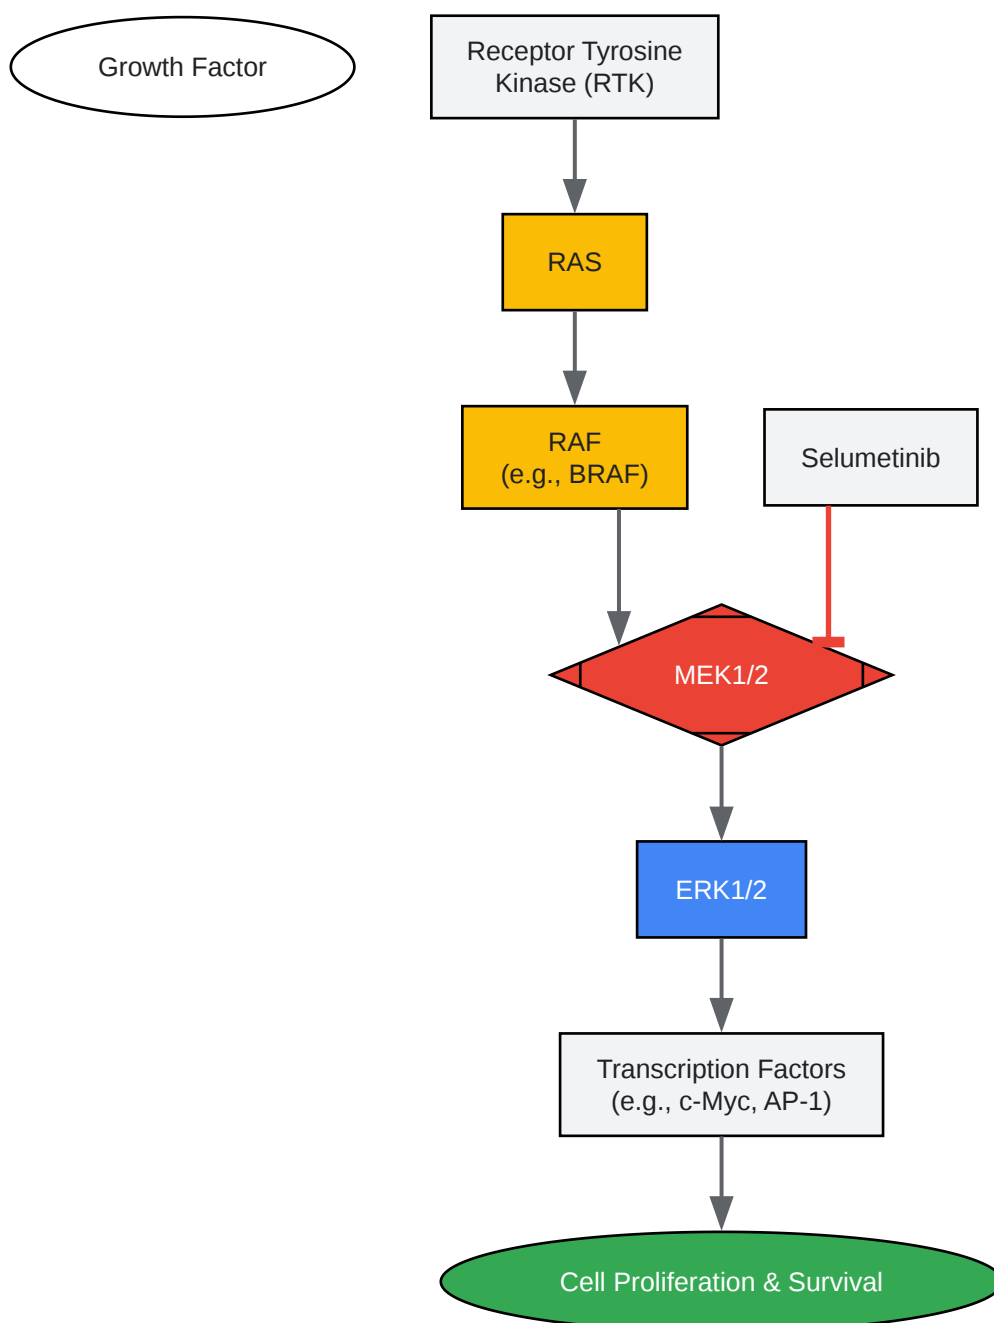 Growth Factor
Receptor Tyrosine
Kinase (RTK)
RAS
RAF
(e.g., BRAF)
Selumetinib
MEK1/2
ERK1/2
Transcription Factors
(e.g., c-Myc, AP-1)
Cell Proliferation & Survival